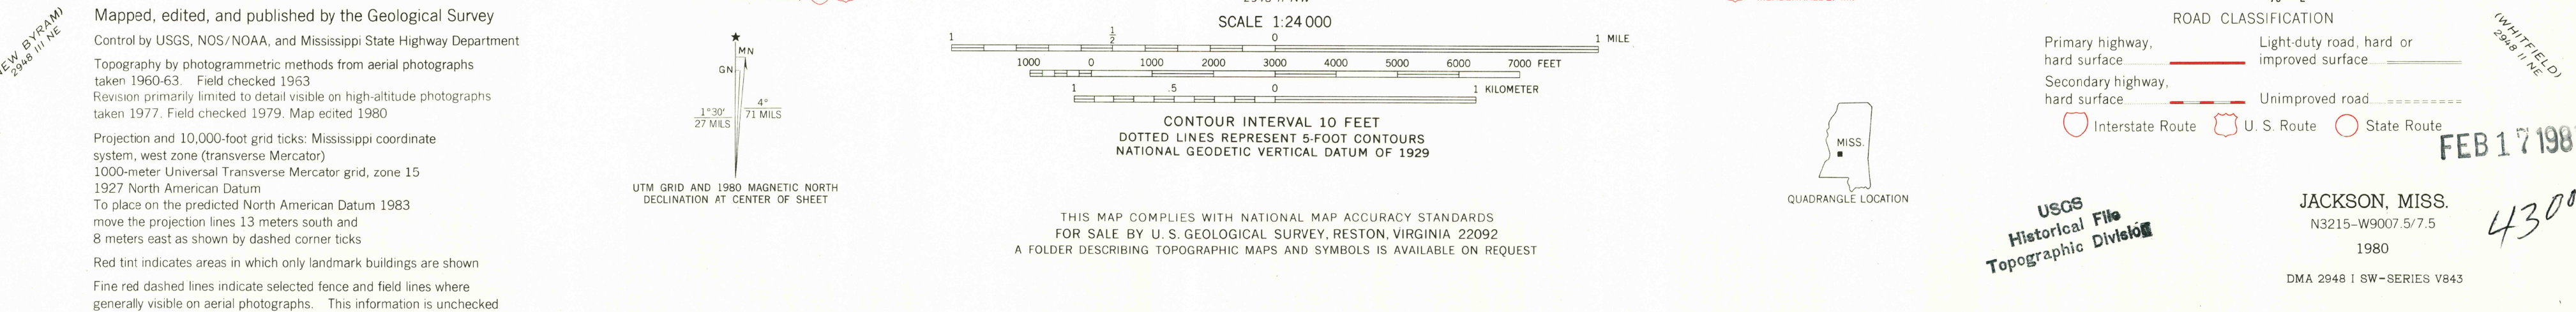 Mapped, edited, and published by the Geological Survey
Control by USGS, NOS/NOAA, and Mississippi State Highway Department
Topography by photogrammetric methods from aerial photographs
taken 1960-63. Field checked 1963
Revision primarily limited to detail visible on high-altitude photographs
taken 1977. Field checked 1979. Map edited 1980
Projection and 10,000-foot grid ticks: Mississippi coordinate
system, west zone (transverse Mercator)
1000-meter Universal Transverse Mercator grid, zone 15
1927 North American Datum
To place on the predicted North American Datum 1983
move the projection lines 13 meters south and
8 meters east as shown by dashed corner ticks
Red tint indicates areas in which only landmark buildings are shown
Fine red dashed lines indicate selected fence and field lines where
generally visible on aerial photographs. This information is unchecked
BYRAM)
2948 III NE
MN
GN
1°30′
27 MILS
4°
71 MILS
UTM GRID AND 1980 MAGNETIC NORTH
DECLINATION AT CENTER OF SHEET
SCALE 1:24 000
1 1/2 0 1 MILE
1000 0 1000 2000 3000 4000 5000 6000 7000 FEET
1 .5 0 1 KILOMETER
CONTOUR INTERVAL 10 FEET
DOTTED LINES REPRESENT 5-FOOT CONTOURS
NATIONAL GEODETIC VERTICAL DATUM OF 1929
THIS MAP COMPLIES WITH NATIONAL MAP ACCURACY STANDARDS
FOR SALE BY U. S. GEOLOGICAL SURVEY, RESTON, VIRGINIA 22092
A FOLDER DESCRIBING TOPOGRAPHIC MAPS AND SYMBOLS IS AVAILABLE ON REQUEST
MISS.
QUADRANGLE LOCATION
ROAD CLASSIFICATION
Primary highway,
hard surface
Light-duty road, hard or
improved surface
Secondary highway,
hard surface
Unimproved road
Interstate Route U. S. Route State Route
(WHITFIELD)
2948 II NE
FEB 17 198
USGS
Historical File
Topographic Division
JACKSON, MISS.
N3215-W9007.5/7.5
1980
DMA 2948 I SW-SERIES V843
4300